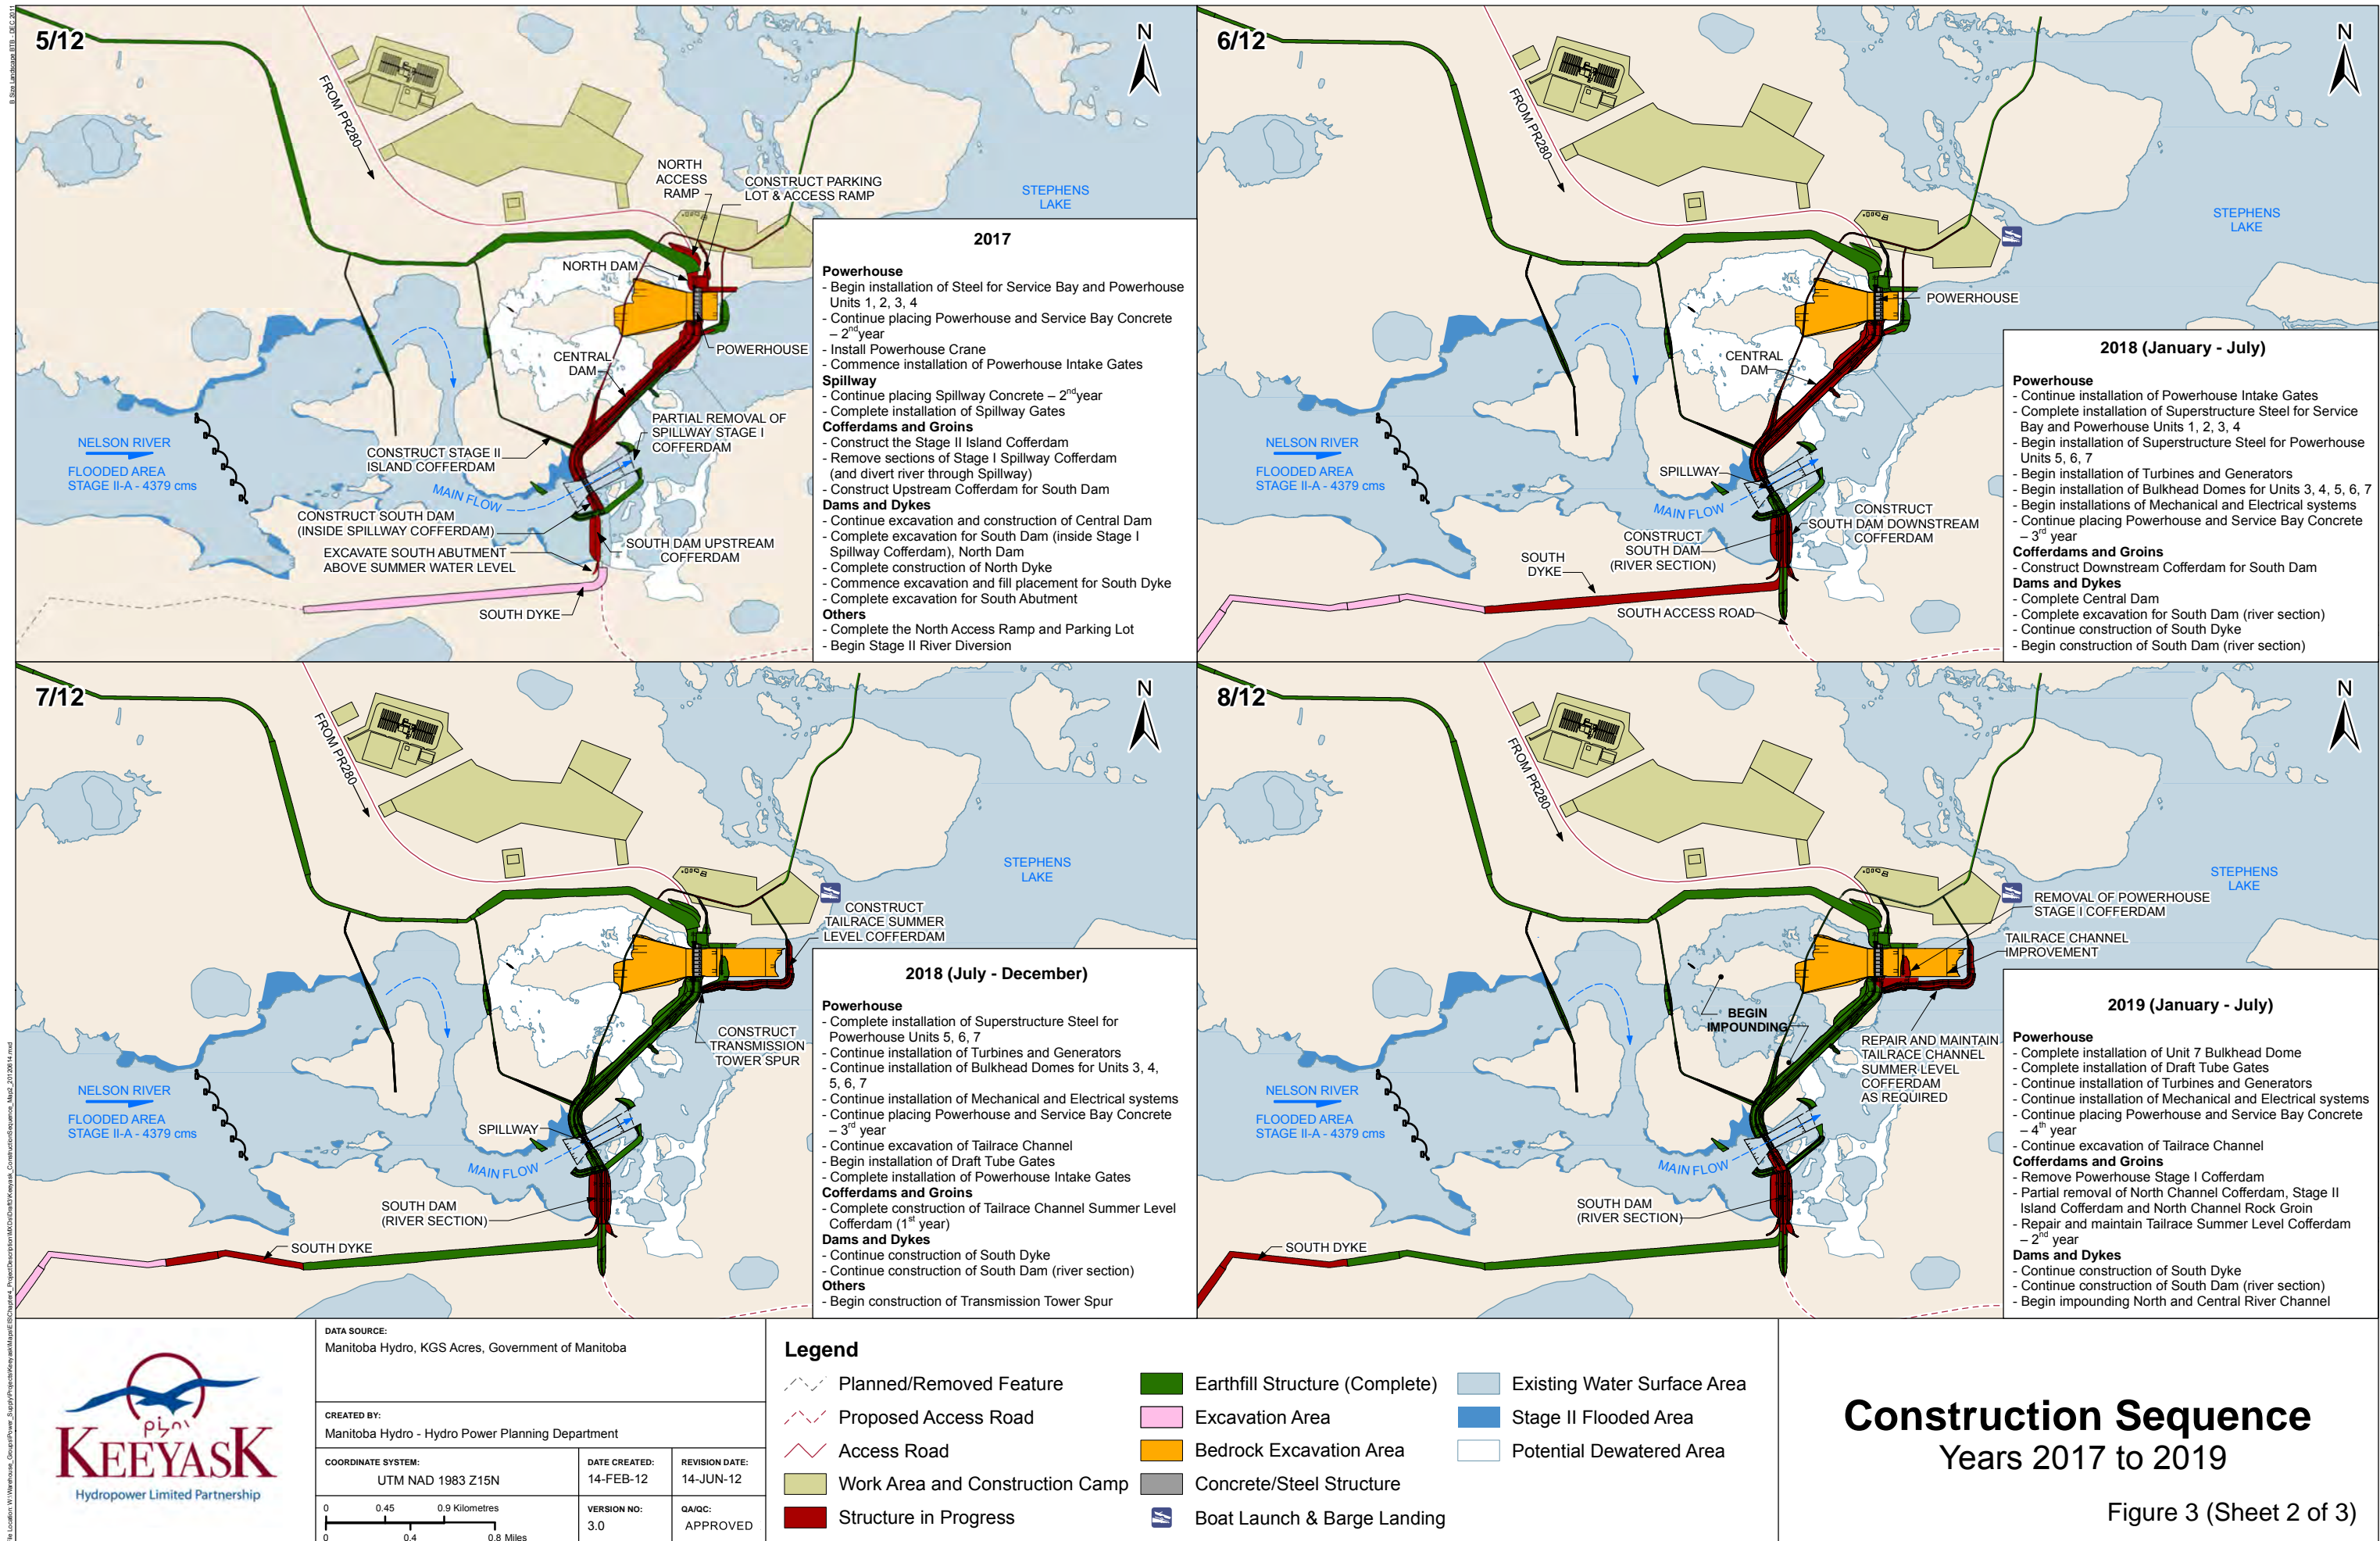 B Size Landscape BTB - DEC 2011
5/12
N
FROM PR280
NORTH
ACCESS
RAMP
CONSTRUCT PARKING
LOT & ACCESS RAMP
STEPHENS
LAKE
NORTH DAM
POWERHOUSE
CENTRAL
DAM
PARTIAL REMOVAL OF
SPILLWAY STAGE I
COFFERDAM
NELSON RIVER
FLOODED AREA
STAGE II-A - 4379 cms
CONSTRUCT STAGE II
ISLAND COFFERDAM
MAIN FLOW
CONSTRUCT SOUTH DAM
(INSIDE SPILLWAY COFFERDAM)
EXCAVATE SOUTH ABUTMENT
ABOVE SUMMER WATER LEVEL
SOUTH DAM UPSTREAM
COFFERDAM
SOUTH DYKE
2017
Powerhouse
- Begin installation of Steel for Service Bay and Powerhouse
Units 1, 2, 3, 4
- Continue placing Powerhouse and Service Bay Concrete
– 2nd year
- Install Powerhouse Crane
- Commence installation of Powerhouse Intake Gates
Spillway
- Continue placing Spillway Concrete – 2nd year
- Complete installation of Spillway Gates
Cofferdams and Groins
- Construct the Stage II Island Cofferdam
- Remove sections of Stage I Spillway Cofferdam
(and divert river through Spillway)
- Construct Upstream Cofferdam for South Dam
Dams and Dykes
- Continue excavation and construction of Central Dam
- Complete excavation for South Dam (inside Stage I
Spillway Cofferdam), North Dam
- Complete construction of North Dyke
- Commence excavation and fill placement for South Dyke
- Complete excavation for South Abutment
Others
- Complete the North Access Ramp and Parking Lot
- Begin Stage II River Diversion
6/12
N
FROM PR280
STEPHENS
LAKE
POWERHOUSE
CENTRAL
DAM
NELSON RIVER
FLOODED AREA
STAGE II-A - 4379 cms
SPILLWAY
MAIN FLOW
CONSTRUCT
SOUTH DAM DOWNSTREAM
COFFERDAM
CONSTRUCT
SOUTH DAM
(RIVER SECTION)
SOUTH
DYKE
SOUTH ACCESS ROAD
2018 (January - July)
Powerhouse
- Continue installation of Powerhouse Intake Gates
- Complete installation of Superstructure Steel for Service
Bay and Powerhouse Units 1, 2, 3, 4
- Begin installation of Superstructure Steel for Powerhouse
Units 5, 6, 7
- Begin installation of Turbines and Generators
- Begin installation of Bulkhead Domes for Units 3, 4, 5, 6, 7
- Begin installations of Mechanical and Electrical systems
- Continue placing Powerhouse and Service Bay Concrete
– 3rd year
Cofferdams and Groins
- Construct Downstream Cofferdam for South Dam
Dams and Dykes
- Complete Central Dam
- Complete excavation for South Dam (river section)
- Continue construction of South Dyke
- Begin construction of South Dam (river section)
7/12
N
FROM PR280
STEPHENS
LAKE
CONSTRUCT
TAILRACE SUMMER
LEVEL COFFERDAM
CONSTRUCT
TRANSMISSION
TOWER SPUR
NELSON RIVER
FLOODED AREA
STAGE II-A - 4379 cms
SPILLWAY
MAIN FLOW
SOUTH DAM
(RIVER SECTION)
SOUTH DYKE
2018 (July - December)
Powerhouse
- Complete installation of Superstructure Steel for
Powerhouse Units 5, 6, 7
- Continue installation of Turbines and Generators
- Continue installation of Bulkhead Domes for Units 3, 4,
5, 6, 7
- Continue installation of Mechanical and Electrical systems
- Continue placing Powerhouse and Service Bay Concrete
– 3rd year
- Continue excavation of Tailrace Channel
- Begin installation of Draft Tube Gates
- Complete installation of Powerhouse Intake Gates
Cofferdams and Groins
- Complete construction of Tailrace Channel Summer Level
Cofferdam (1st year)
Dams and Dykes
- Continue construction of South Dyke
- Continue construction of South Dam (river section)
Others
- Begin construction of Transmission Tower Spur
8/12
N
FROM PR280
STEPHENS
LAKE
REMOVAL OF POWERHOUSE
STAGE I COFFERDAM
TAILRACE CHANNEL
IMPROVEMENT
BEGIN
IMPOUNDING
REPAIR AND MAINTAIN
TAILRACE CHANNEL
SUMMER LEVEL
COFFERDAM
AS REQUIRED
NELSON RIVER
FLOODED AREA
STAGE II-A - 4379 cms
MAIN FLOW
SOUTH DAM
(RIVER SECTION)
SOUTH DYKE
2019 (January - July)
Powerhouse
- Complete installation of Unit 7 Bulkhead Dome
- Complete installation of Draft Tube Gates
- Continue installation of Turbines and Generators
- Continue installation of Mechanical and Electrical systems
- Continue placing Powerhouse and Service Bay Concrete
– 4th year
- Continue excavation of Tailrace Channel
Cofferdams and Groins
- Remove Powerhouse Stage I Cofferdam
- Partial removal of North Channel Cofferdam, Stage II
Island Cofferdam and North Channel Rock Groin
- Repair and maintain Tailrace Summer Level Cofferdam
– 2nd year
Dams and Dykes
- Continue construction of South Dyke
- Continue construction of South Dam (river section)
- Begin impounding North and Central River Channel
KEEYASK
Hydropower Limited Partnership
DATA SOURCE:
Manitoba Hydro, KGS Acres, Government of Manitoba
CREATED BY:
Manitoba Hydro - Hydro Power Planning Department
COORDINATE SYSTEM:
UTM NAD 1983 Z15N
DATE CREATED:
14-FEB-12
REVISION DATE:
14-JUN-12
0 0.45 0.9 Kilometres
0 0.4 0.8 Miles
VERSION NO:
3.0
QA/QC:
APPROVED
Legend
Planned/Removed Feature
Proposed Access Road
Access Road
Work Area and Construction Camp
Structure in Progress
Earthfill Structure (Complete)
Excavation Area
Bedrock Excavation Area
Concrete/Steel Structure
Boat Launch & Barge Landing
Existing Water Surface Area
Stage II Flooded Area
Potential Dewatered Area
Construction Sequence
Years 2017 to 2019
Figure 3 (Sheet 2 of 3)